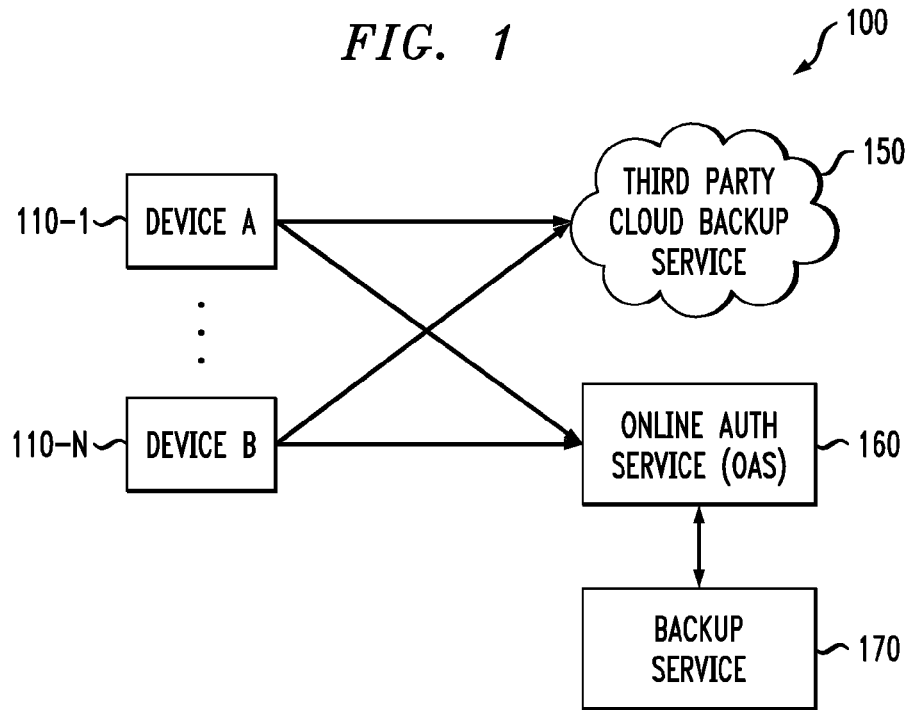 FIG. 1
100
THIRD PARTY
CLOUD BACKUP
SERVICE
150
110-1
DEVICE A
110-N
DEVICE B
ONLINE AUTH
SERVICE (OAS)
160
BACKUP
SERVICE
170